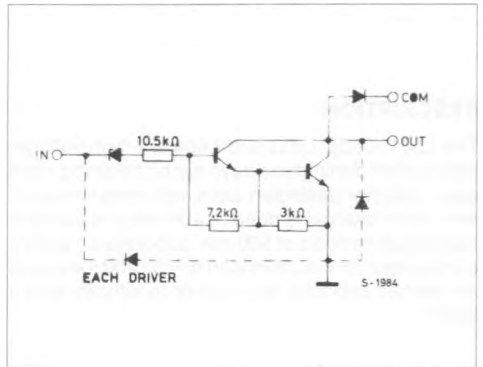 COM
10.5kΩ
OUT
IN
7.2kΩ
3kΩ
EACH DRIVER
S-1984